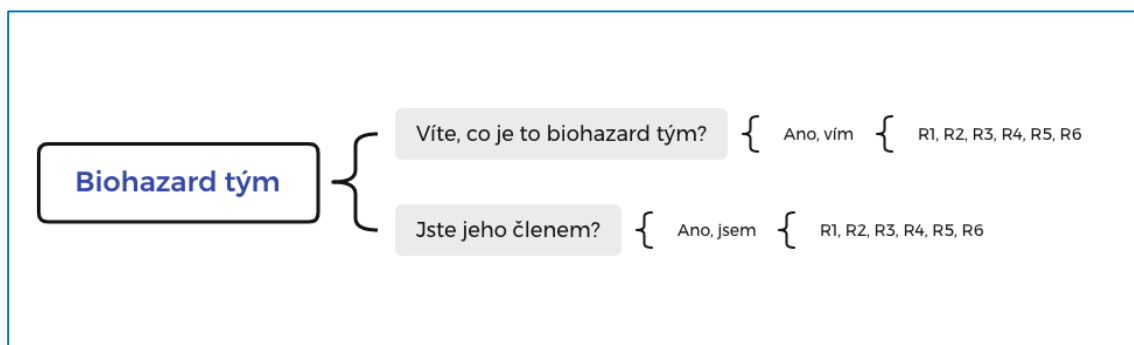 Biohazard tým
Víte, co je to biohazard tým?
Ano, vím
R1, R2, R3, R4, R5, R6
Jste jeho členem?
Ano, jsem
R1, R2, R3, R4, R5, R6